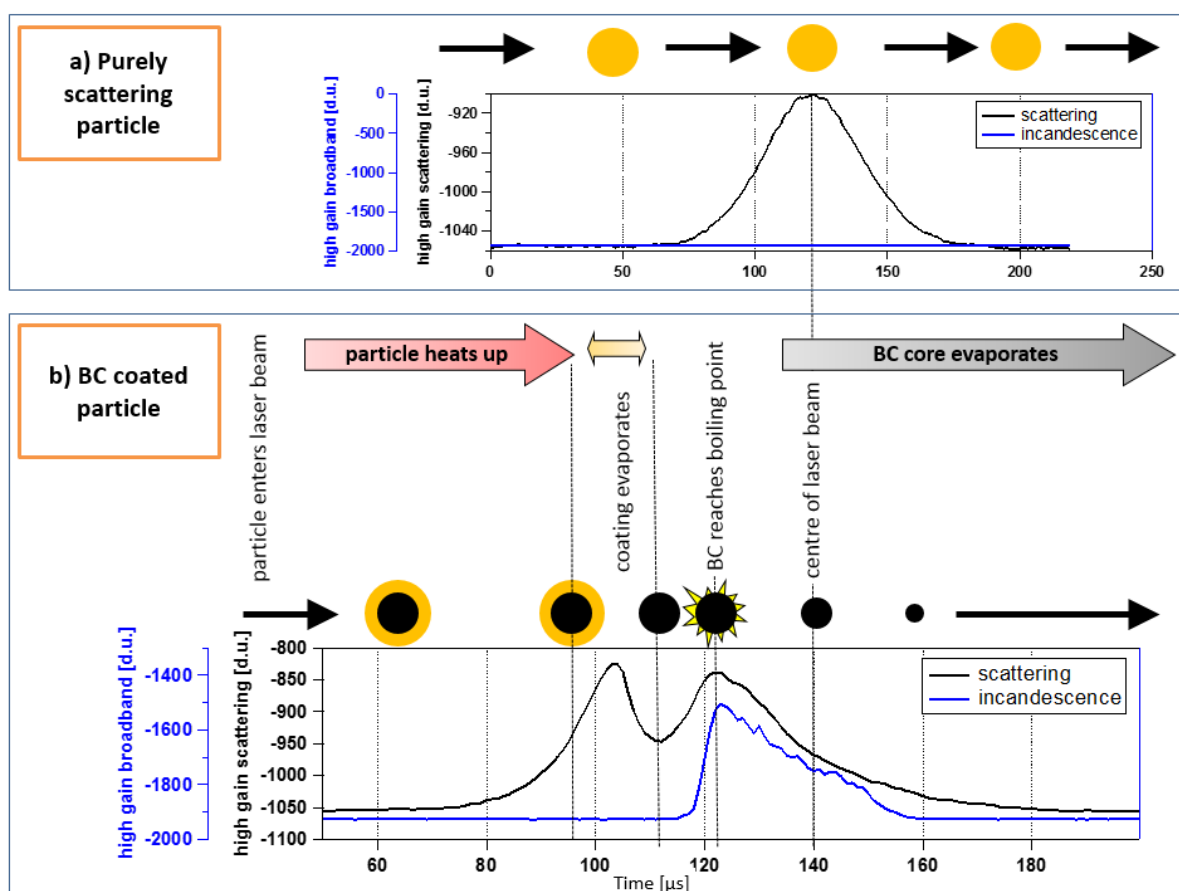 a) Purely
scattering
particle
high gain broadband [d.u.]
0
-500
-1000
-1500
-2000
high gain scattering [d.u.]
-920
-960
-1000
-1040
scattering
incandescence
0 50 100 150 200 250
b) BC coated
particle
particle heats up
BC core evaporates
particle enters laser beam
coating evaporates
BC reaches boiling point
centre of laser beam
high gain broadband [d.u.]
-1400
-1600
-1800
-2000
high gain scattering [d.u.]
-800
-850
-900
-950
-1000
-1050
-1100
scattering
incandescence
60 80 100 120 140 160 180
Time [µs]